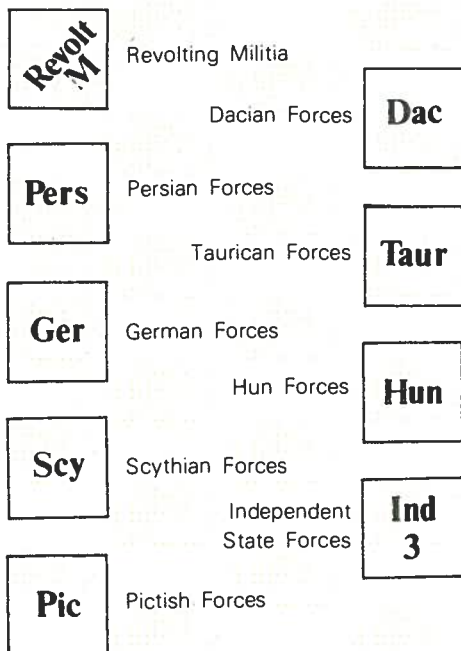 Revolt
M
Revolting Militia
Dacian Forces
Dac
Pers
Persian Forces
Taurican Forces
Taur
Ger
German Forces
Hun Forces
Hun
Scy
Scythian Forces
Independent
State Forces
Ind
3
Pic
Pictish Forces